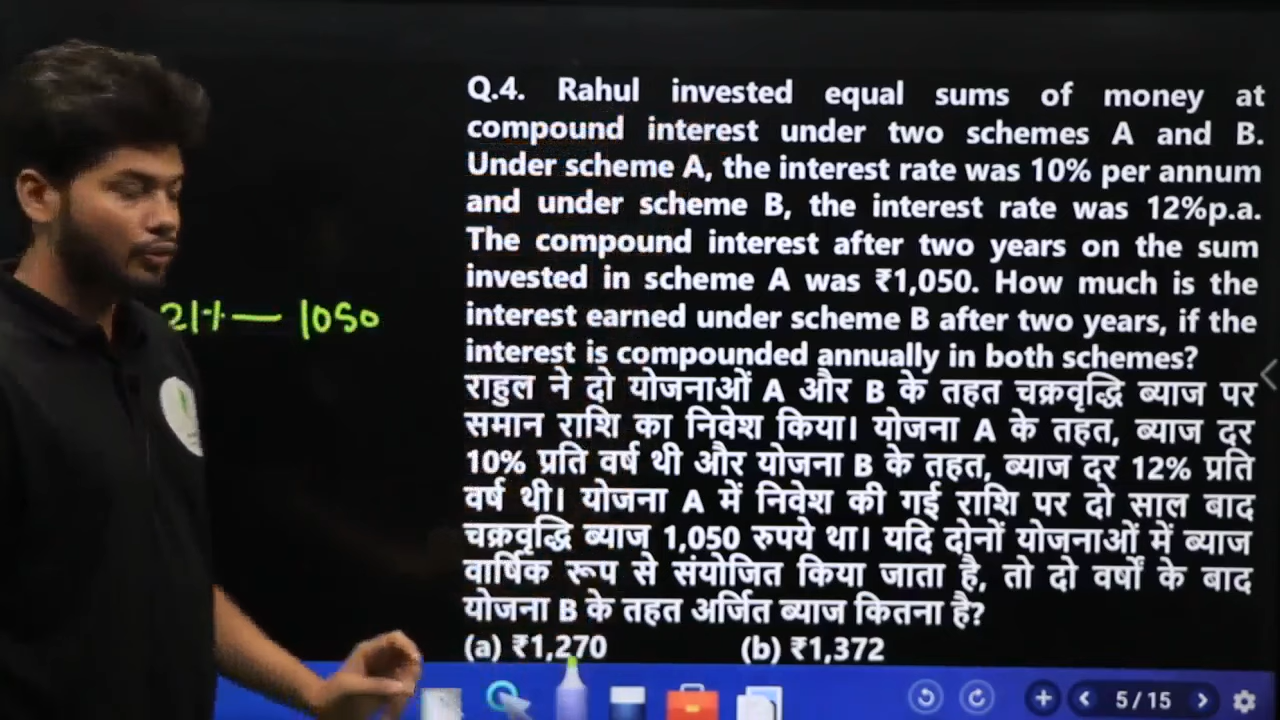 Q.4. Rahul invested equal sums of money at
compound interest under two schemes A and B.
Under scheme A, the interest rate was 10% per annum
and under scheme B, the interest rate was 12%p.a.
The compound interest after two years on the sum
invested in scheme A was ₹1,050. How much is the
interest earned under scheme B after two years, if the
interest is compounded annually in both schemes?
राहुल ने दो योजनाओं A और B के तहत चक्रवृद्धि ब्याज पर
समान राशि का निवेश किया। योजना A के तहत, ब्याज दर
10% प्रति वर्ष थी और योजना B के तहत, ब्याज दर 12% प्रति
वर्ष थी। योजना A में निवेश की गई राशि पर दो साल बाद
चक्रवृद्धि ब्याज 1,050 रुपये था। यदि दोनों योजनाओं में ब्याज
वार्षिक रूप से संयोजित किया जाता है, तो दो वर्षों के बाद
योजना B के तहत अर्जित ब्याज कितना है?
(a) ₹1,270 (b) ₹1,372
21% — 1050
5 / 15